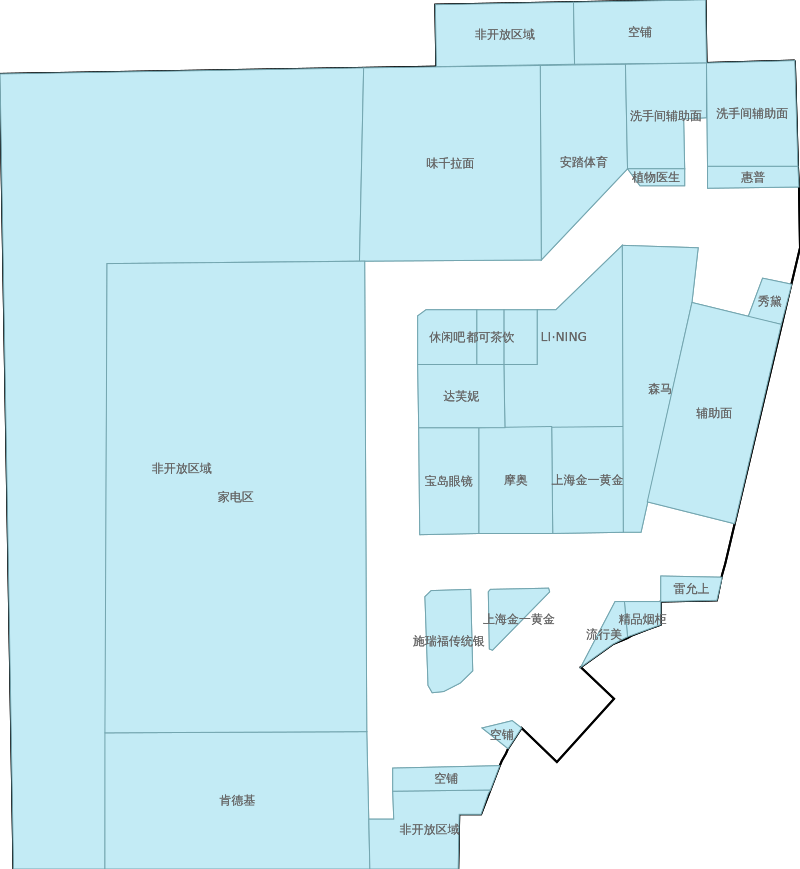 非开放区域
空铺
洗手间辅助面
洗手间辅助面
味千拉面
安踏体育
植物医生
惠普
秀黛
休闲吧
都可茶饮
LI·NING
达芙妮
森马
辅助面
非开放区域
家电区
宝岛眼镜
摩奥
上海金一黄金
雷允上
上海金一黄金
精品烟柜
流行美
施瑞福传统银
空铺
空铺
肯德基
非开放区域